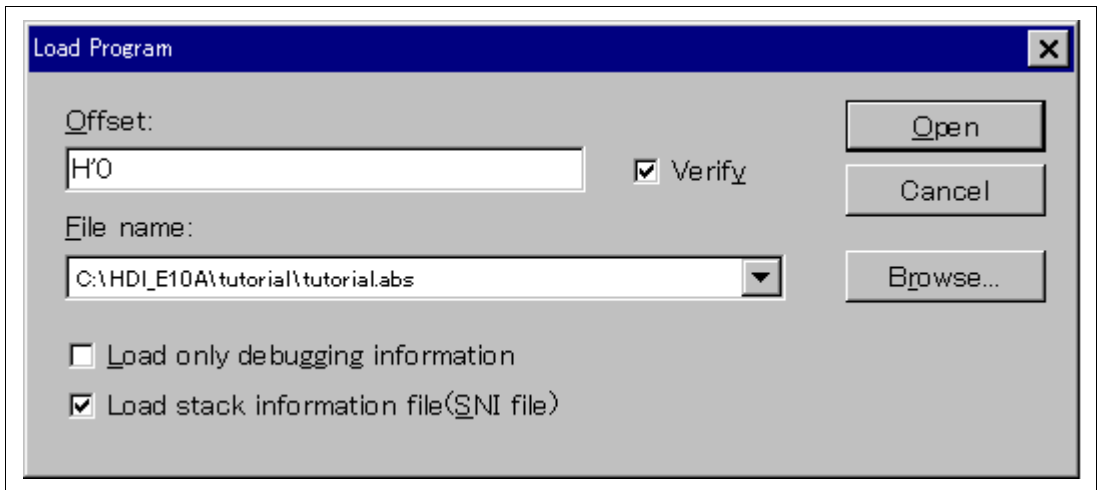 Load Program
Offset:
Open
H'0
Verify
Cancel
File name:
C:\HDI_E10A\tutorial\tutorial.abs
Browse...
Load only debugging information
Load stack information file(SNI file)